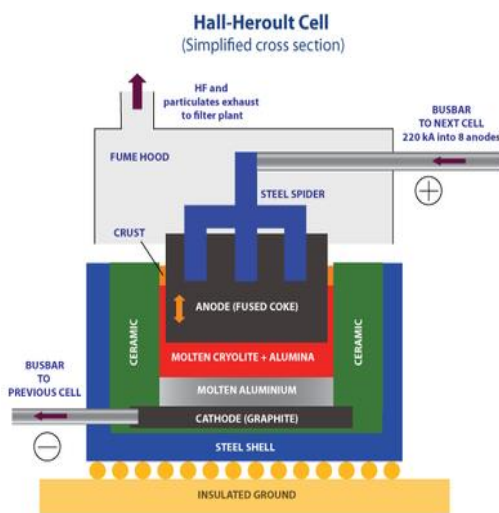 Hall-Heroult Cell
(Simplified cross section)
HF and
particulates exhaust
to filter plant
BUSBAR
TO NEXT CELL
220 kA into 8 anodes
FUME HOOD
+
STEEL SPIDER
CRUST
ANODE (FUSED COKE)
CERAMIC
CERAMIC
MOLTEN CRYOLITE + ALUMINA
BUSBAR
TO
PREVIOUS CELL
MOLTEN ALUMINIUM
CATHODE (GRAPHITE)
−
STEEL SHELL
INSULATED GROUND